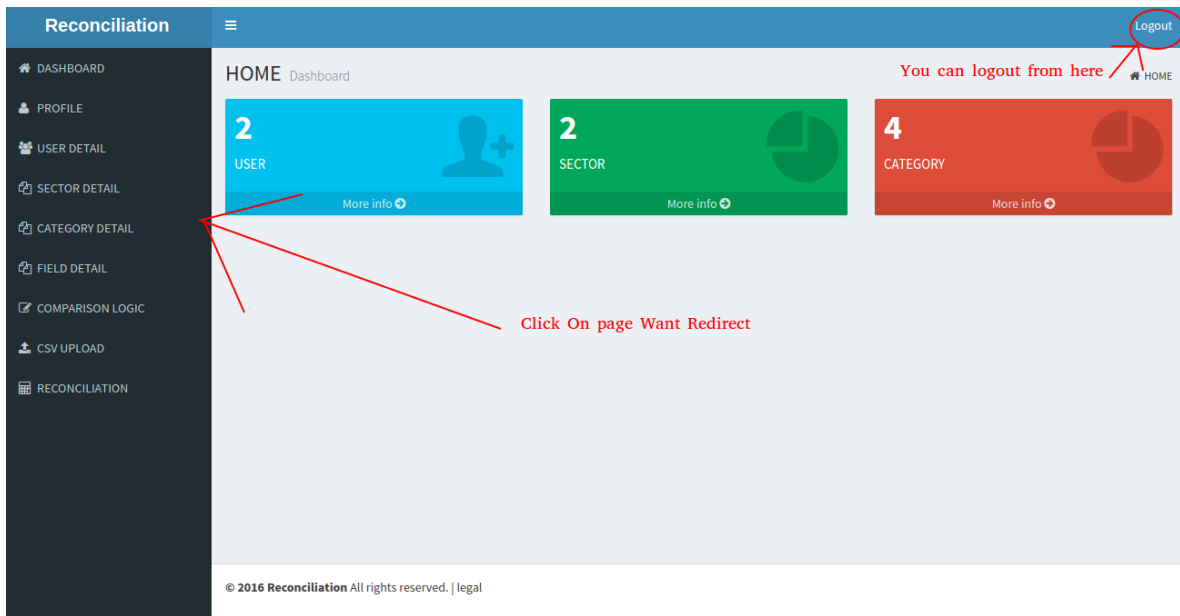 Reconciliation
Logout
DASHBOARD
PROFILE
USER DETAIL
SECTOR DETAIL
CATEGORY DETAIL
FIELD DETAIL
COMPARISON LOGIC
CSV UPLOAD
RECONCILIATION
HOME Dashboard
You can logout from here
HOME
2
USER
More info
2
SECTOR
More info
4
CATEGORY
More info
Click On page Want Redirect
© 2016 Reconciliation All rights reserved. | legal